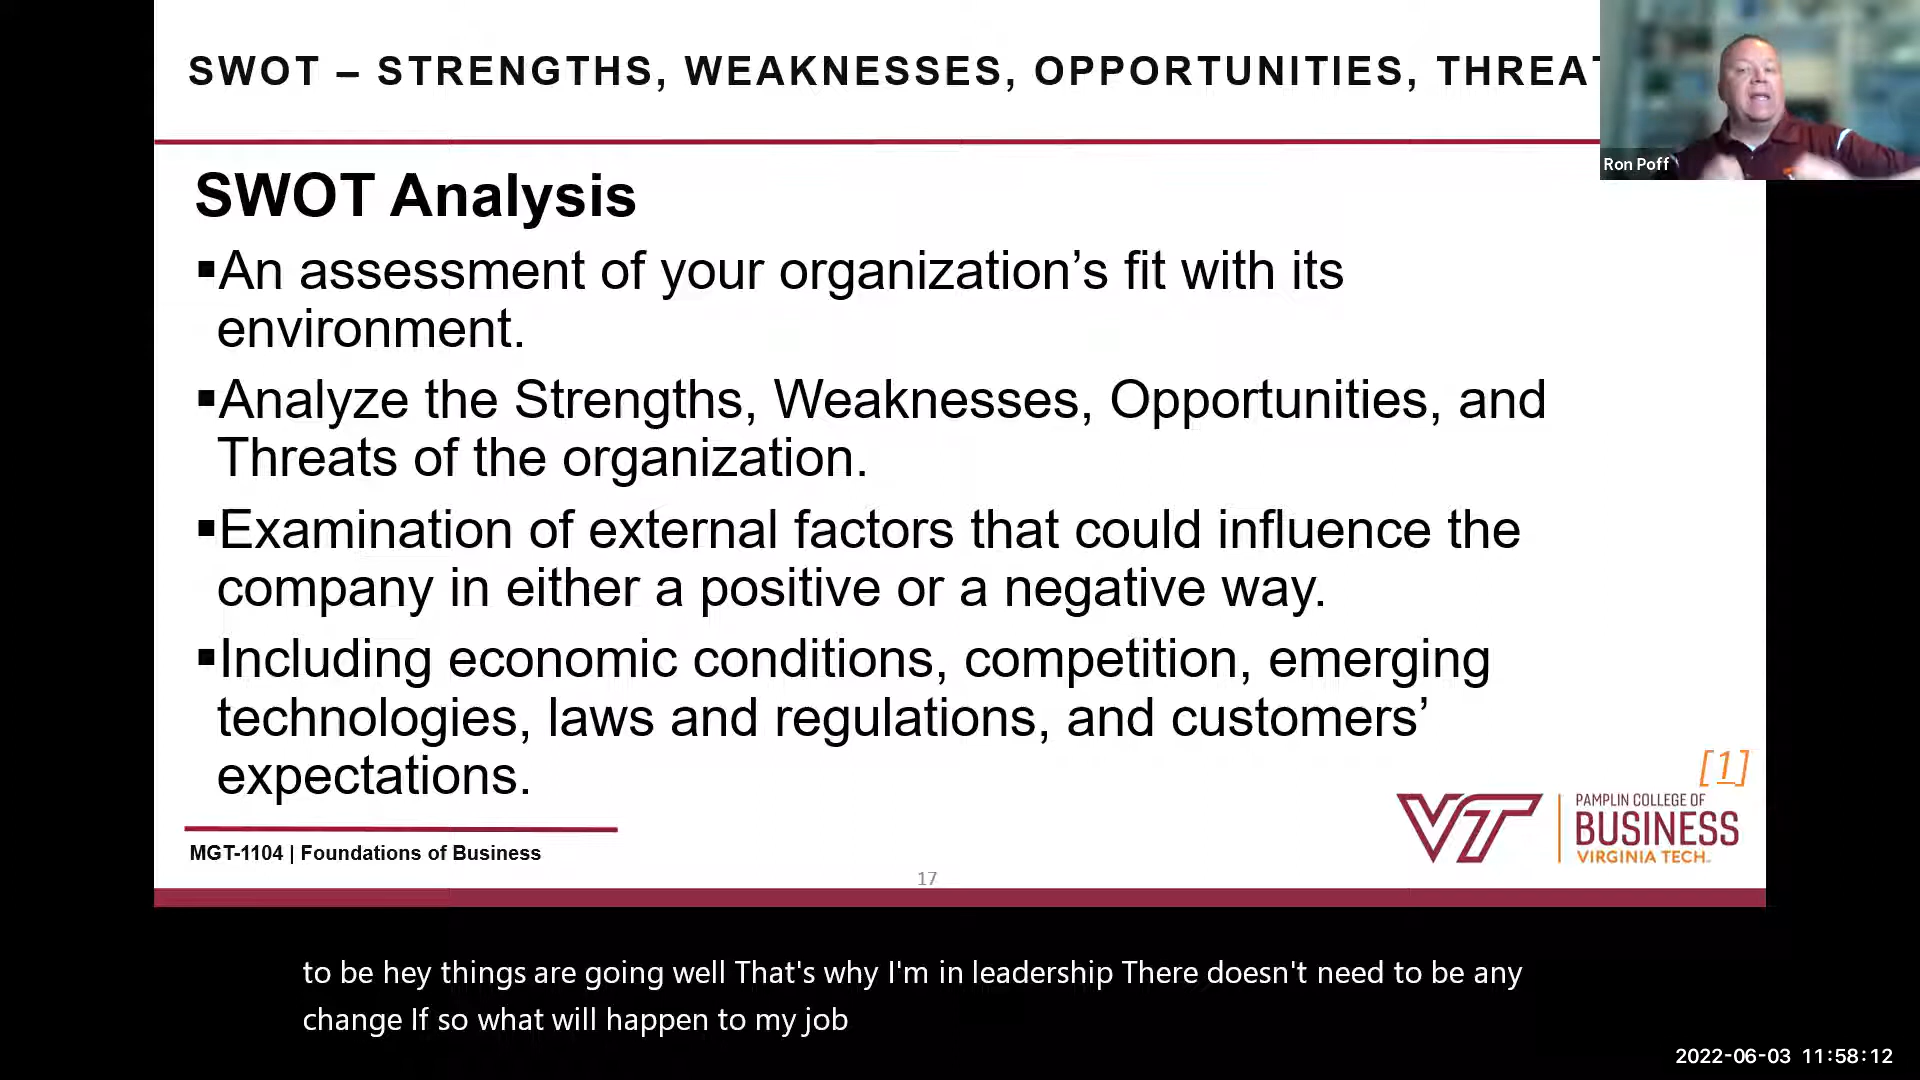 SWOT – STRENGTHS, WEAKNESSES, OPPORTUNITIES, THREAT
Ron Poff
SWOT Analysis
▪An assessment of your organization’s fit with its
environment.
▪Analyze the Strengths, Weaknesses, Opportunities, and
Threats of the organization.
▪Examination of external factors that could influence the
company in either a positive or a negative way.
▪Including economic conditions, competition, emerging
technologies, laws and regulations, and customers’
expectations.
[1]
VT
PAMPLIN COLLEGE OF
BUSINESS
VIRGINIA TECH.
MGT-1104 | Foundations of Business
17
to be hey things are going well That's why I'm in leadership There doesn't need to be any
change If so what will happen to my job
2022-06-03 11:58:12